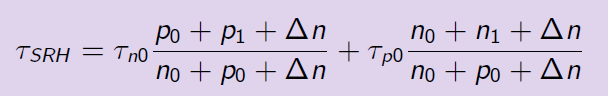 τ_SRH = τ_n0 (p_0 + p_1 + Δn)/(n_0 + p_0 + Δn) + τ_p0 (n_0 + n_1 + Δn)/(n_0 + p_0 + Δn)